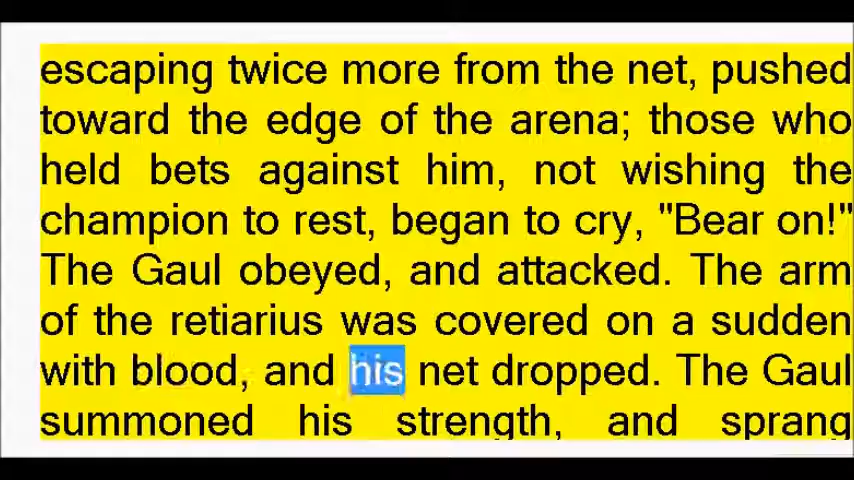 escaping twice more from the net, pushed
toward the edge of the arena; those who
held bets against him, not wishing the
champion to rest, began to cry, "Bear on!"
The Gaul obeyed, and attacked. The arm
of the retiarius was covered on a sudden
with blood, and his net dropped. The Gaul
summoned his strength, and sprang